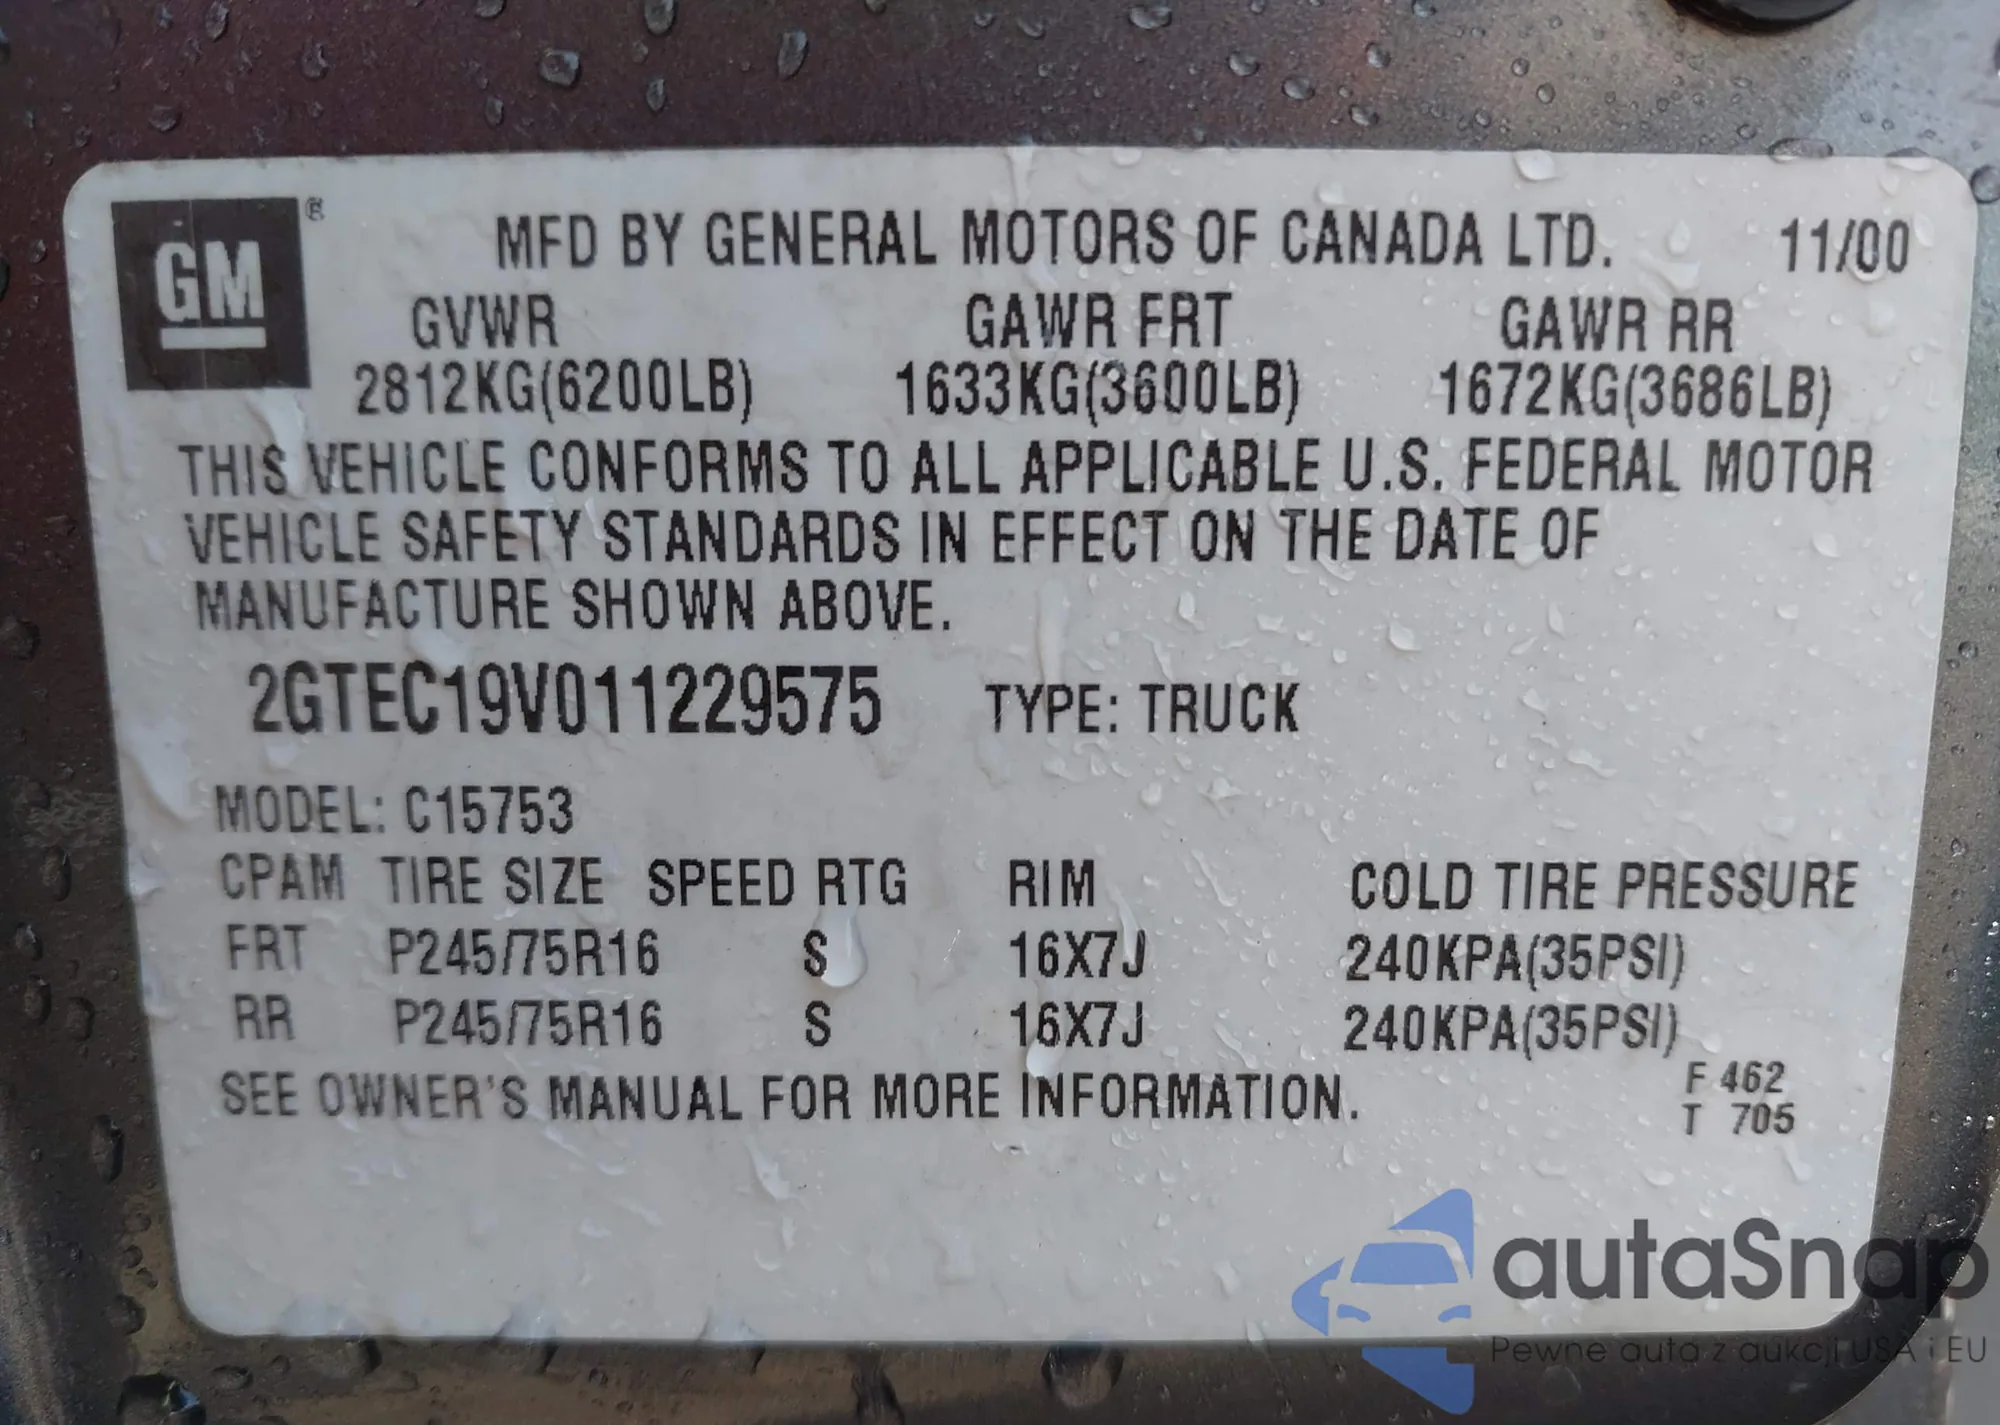 GM ®
MFD BY GENERAL MOTORS OF CANADA LTD. 11/00
GVWR GAWR FRT GAWR RR
2812KG(6200LB) 1633KG(3600LB) 1672KG(3686LB)
THIS VEHICLE CONFORMS TO ALL APPLICABLE U.S. FEDERAL MOTOR
VEHICLE SAFETY STANDARDS IN EFFECT ON THE DATE OF
MANUFACTURE SHOWN ABOVE.
2GTEC19V011229575 TYPE: TRUCK
MODEL: C15753
CPAM TIRE SIZE SPEED RTG RIM COLD TIRE PRESSURE
FRT P245/75R16 S 16X7J 240KPA(35PSI)
RR P245/75R16 S 16X7J 240KPA(35PSI)
SEE OWNER'S MANUAL FOR MORE INFORMATION.
F 462
T 705
autaSnap
Pewne auta z aukcji USA i EU